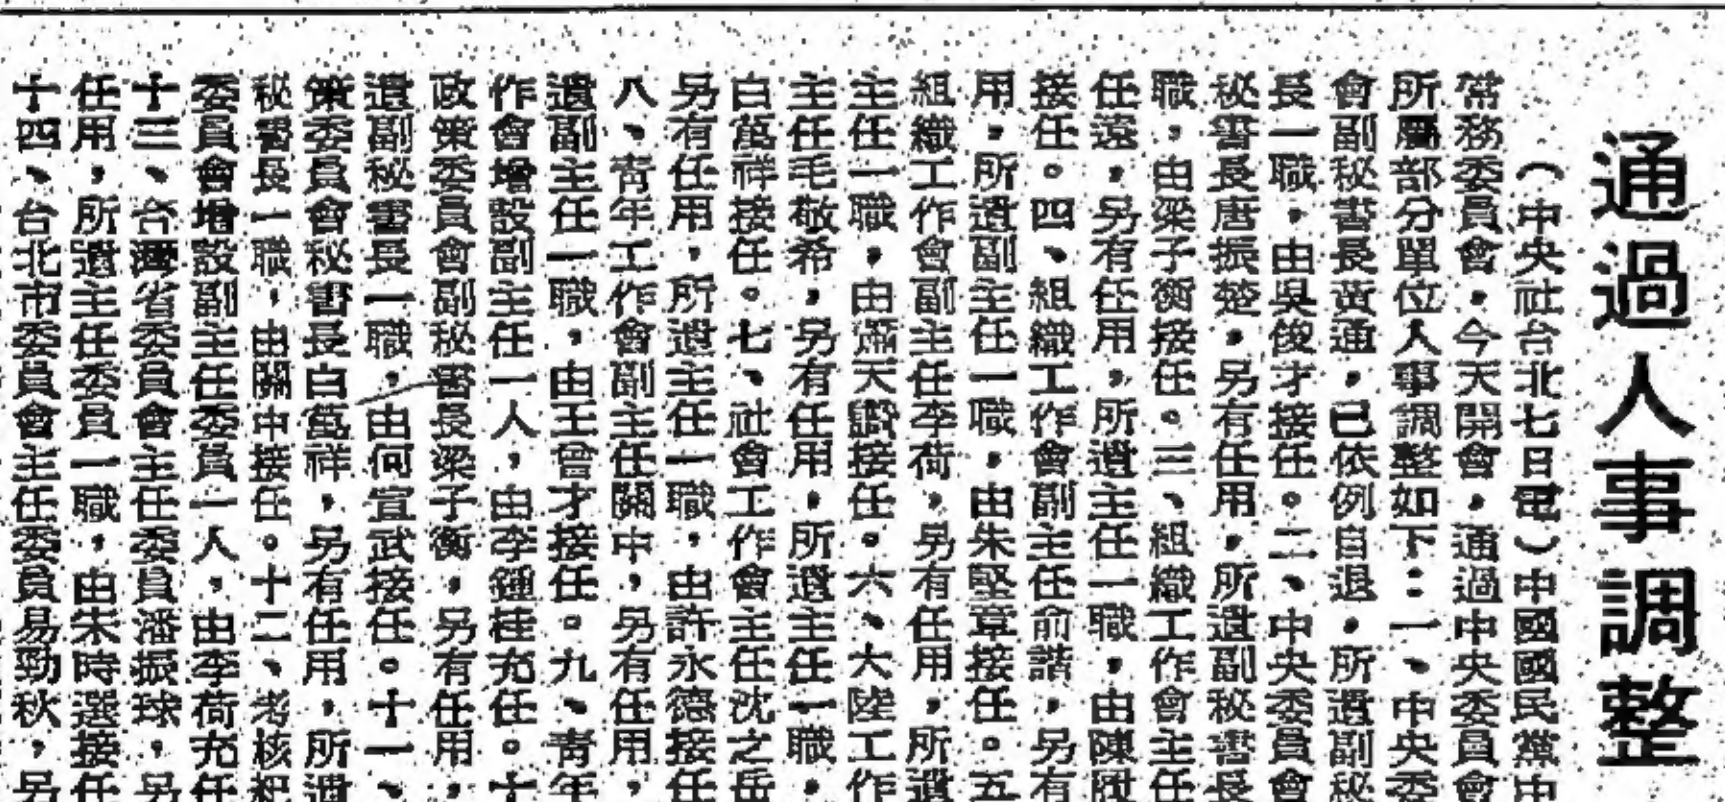 通過人事調整
（中央社台北七日電）中國國民黨中
常務委員會，今天開會，通過中央委員會
所屬部分單位人事調整如下：一、中央委
會副秘書長黃通，已依例自退，所遺副秘
長一職，由吳俊才接任。二、中央委員會
秘書長唐振楚，另有任用，所遺副秘書長
職，由梁子衡接任。三、組織工作會主任
任遠，另有任用，所遺主任一職，由陳
接任。四、組織工作會副主任俞諧，另有
用，所遺副主任一職，由朱堅章接任。五
組織工作會副主任李荷，另有任用，所遺
主任一職，由蕭天讚接任。六、大陸工作
主任毛敬希，另有任用，所遺主任一職，
白萬祥接任。七、社會工作會主任沈之岳
另有任用，所遺主任一職，由許永德接任
八、青年工作會副主任關中，另有任用，
遺副主任一職，由王曾才接任。九、青年
作會增設副主任一人，由李鍾桂充任。十
政策委員會副秘書長梁子衡，另有任用，
遺副秘書長一職，由何宜武接任。十一、
策委員會秘書長白萬祥，另有任用，所遺
秘書長一職，由關中接任。十二、考核紀
委員會增設副主任委員一人，由李荷充任
十三、台灣省委員會主任委員潘振球，另
任用，所遺主任委員一職，由朱時選接任
十四、台北市委員會主任委員易勁秋，另